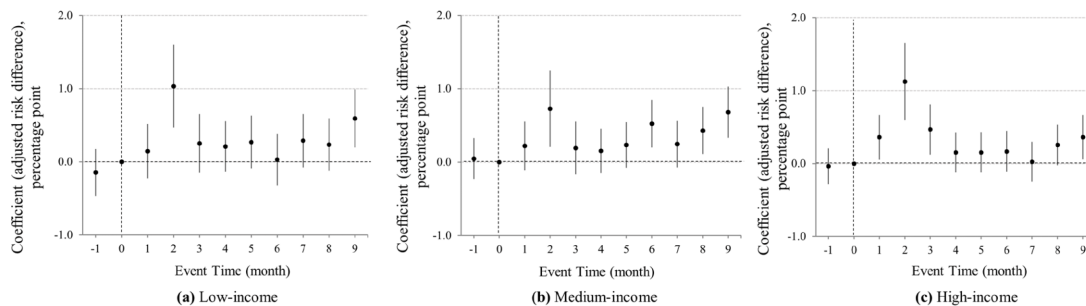 Coefficient (adjusted risk difference),
percentage point
2.0
1.0
0.0
-1.0
-1 0 1 2 3 4 5 6 7 8 9
Event Time (month)
(a) Low-income
Coefficient (adjusted risk difference),
percentage point
2.0
1.0
0.0
-1.0
-1 0 1 2 3 4 5 6 7 8 9
Event Time (month)
(b) Medium-income
Coefficient (adjusted risk difference),
percentage point
2.0
1.0
0.0
-1.0
-1 0 1 2 3 4 5 6 7 8 9
Event Time (month)
(c) High-income